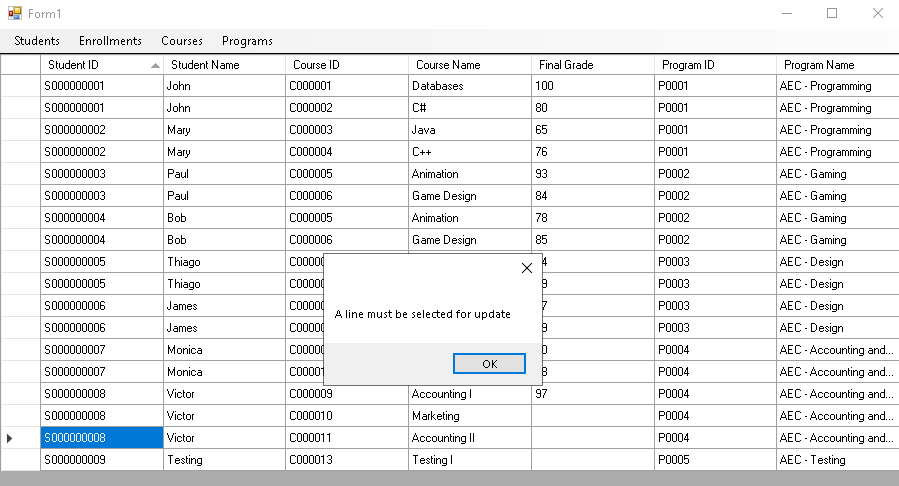 Form1
Students Enrollments Courses Programs
Student ID Student Name Course ID Course Name Final Grade Program ID Program Name
S000000001 John C000001 Databases 100 P0001 AEC - Programming
S000000001 John C000002 C# 80 P0001 AEC - Programming
S000000002 Mary C000003 Java 65 P0001 AEC - Programming
S000000002 Mary C000004 C++ 76 P0001 AEC - Programming
S000000003 Paul C000005 Animation 93 P0002 AEC - Gaming
S000000003 Paul C000006 Game Design 84 P0002 AEC - Gaming
S000000004 Bob C000005 Animation 78 P0002 AEC - Gaming
S000000004 Bob C000006 Game Design 85 P0002 AEC - Gaming
S000000005 Thiago P0003 AEC - Design
S000000005 Thiago P0003 AEC - Design
S000000006 James P0003 AEC - Design
S000000006 James P0003 AEC - Design
A line must be selected for update
S000000007 Monica P0004 AEC - Accounting and...
OK
S000000007 Monica P0004 AEC - Accounting and...
S000000008 Victor C000009 Accounting I 97 P0004 AEC - Accounting and...
S000000008 Victor C000010 Marketing P0004 AEC - Accounting and...
S000000008 Victor C000011 Accounting II P0004 AEC - Accounting and...
S000000009 Testing C000013 Testing I P0005 AEC - Testing